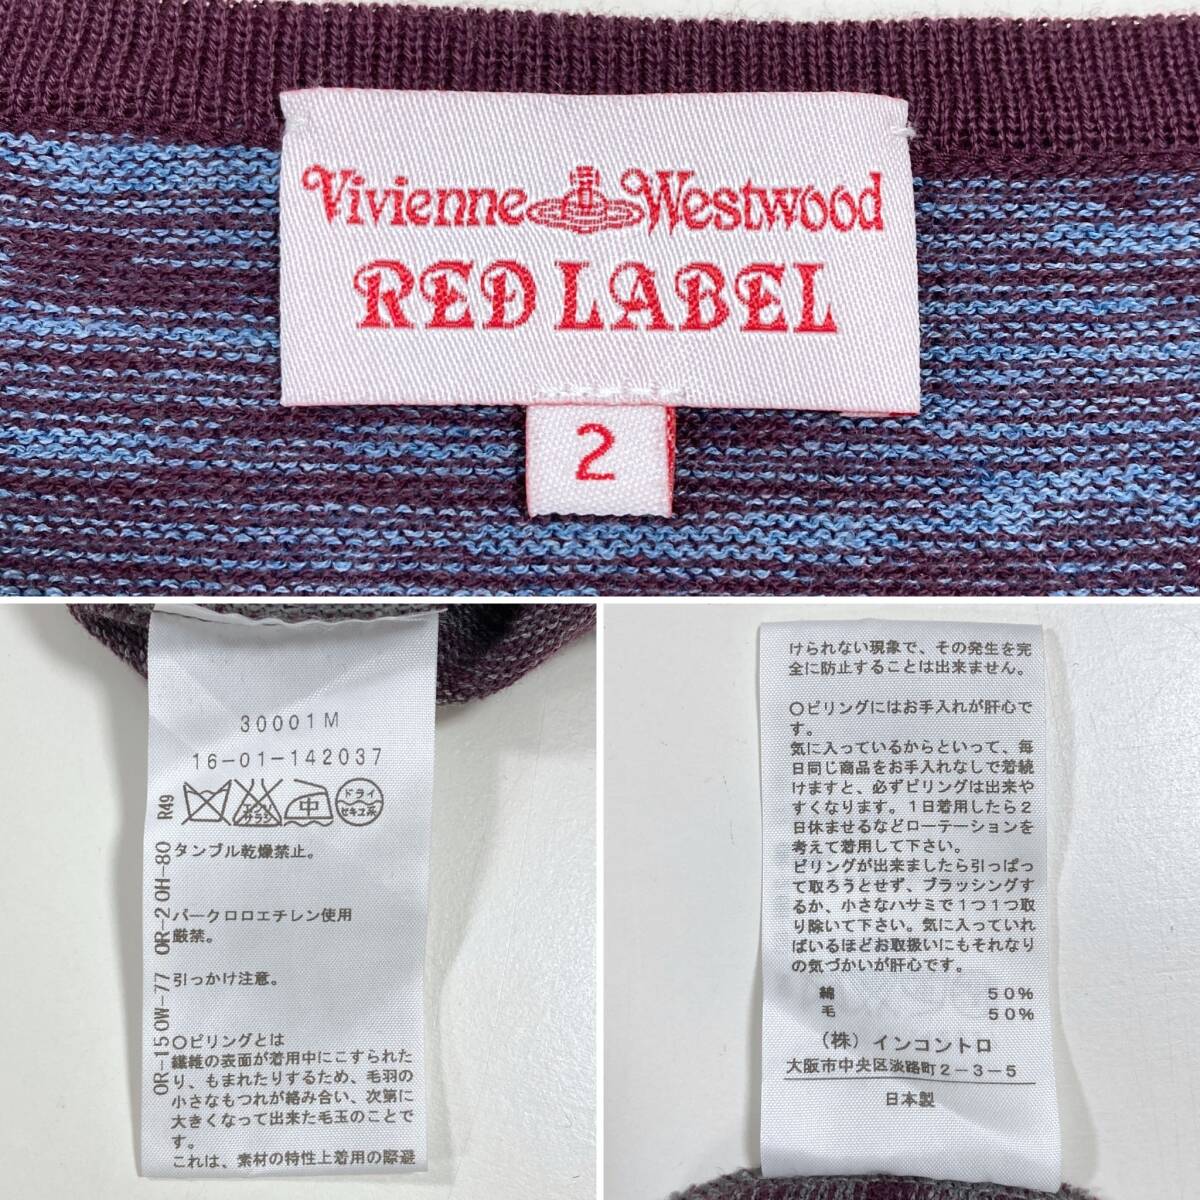 Vivienne Westwood
RED LABEL
2
30001M
16-01-142037
エンソ サラシ
中
ドライ
セキユ系
タンブル乾燥禁止。
パークロロエチレン使用
厳禁。
引っかけ注意。
〇ピリングとは
繊維の表面が着用中にこすられた
り、もまれたりするため、毛羽の
小さなもつれが絡み合い、次第に
大きくなって出来た毛玉のことで
す。
これは、素材の特性上着用の際避
OR-150W-77 OR-20H-80 R49
けられない現象で、その発生を完
全に防止することは出来ません。
〇ピリングにはお手入れが肝心で
す。
気に入っているからといって、毎
日同じ商品をお手入れなしで着続
けますと、必ずピリングは出来や
すくなります。１日着用したら２
日休ませるなどローテーションを
考えて着用して下さい。
ピリングが出来ましたら引っぱっ
て取ろうとせず、ブラッシングす
るか、小さなハサミで１つ１つ取
り除いて下さい。気に入っていれ
ばいるほどお取扱いにもそれなり
の気づかいが肝心です。
綿 50%
毛 50%
（株）インコントロ
大阪市中央区淡路町２－３－５
日本製